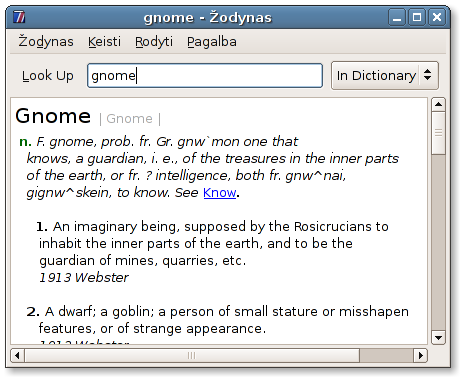 gnome - Žodynas
Žodynas Keisti Rodyti Pagalba
Look Up gnome In Dictionary
Gnome | Gnome |
n. F. gnome, prob. fr. Gr. gnw`mon one that
knows, a guardian, i. e., of the treasures in the inner parts
of the earth, or fr. ? intelligence, both fr. gnw^nai,
gignw^skein, to know. See Know.
1. An imaginary being, supposed by the Rosicrucians to
inhabit the inner parts of the earth, and to be the
guardian of mines, quarries, etc.
1913 Webster
2. A dwarf; a goblin; a person of small stature or misshapen
features, or of strange appearance.
1913 Webster